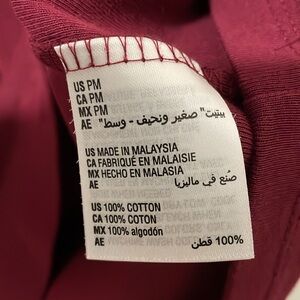 US PM
CA PM
MX PM
AE بيتيت" صغير ونحيف - وسط"
US MADE IN MALAYSIA
CA FABRIQUÉ EN MALAISIE
MX HECHO EN MALASIA
AE صُنع في ماليزيا
US 100% COTTON
CA 100% COTON
MX 100% algodón
AE 100% قطن